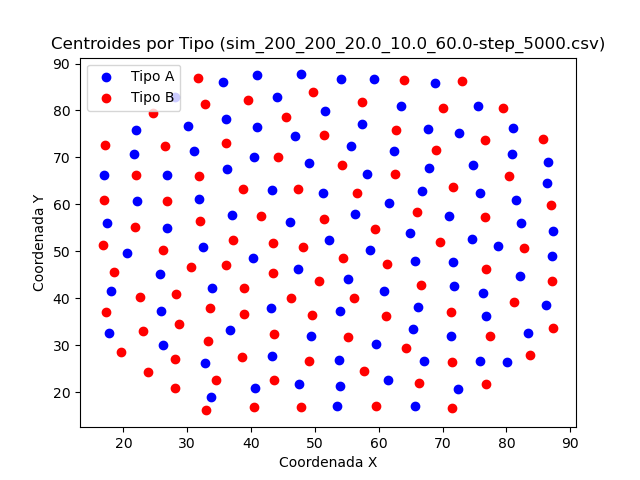 Centroides por Tipo (sim_200_200_20.0_10.0_60.0-step_5000.csv)
Tipo A
Tipo B
90
80
70
60
50
40
30
20
Coordenada Y
20 30 40 50 60 70 80 90
Coordenada X